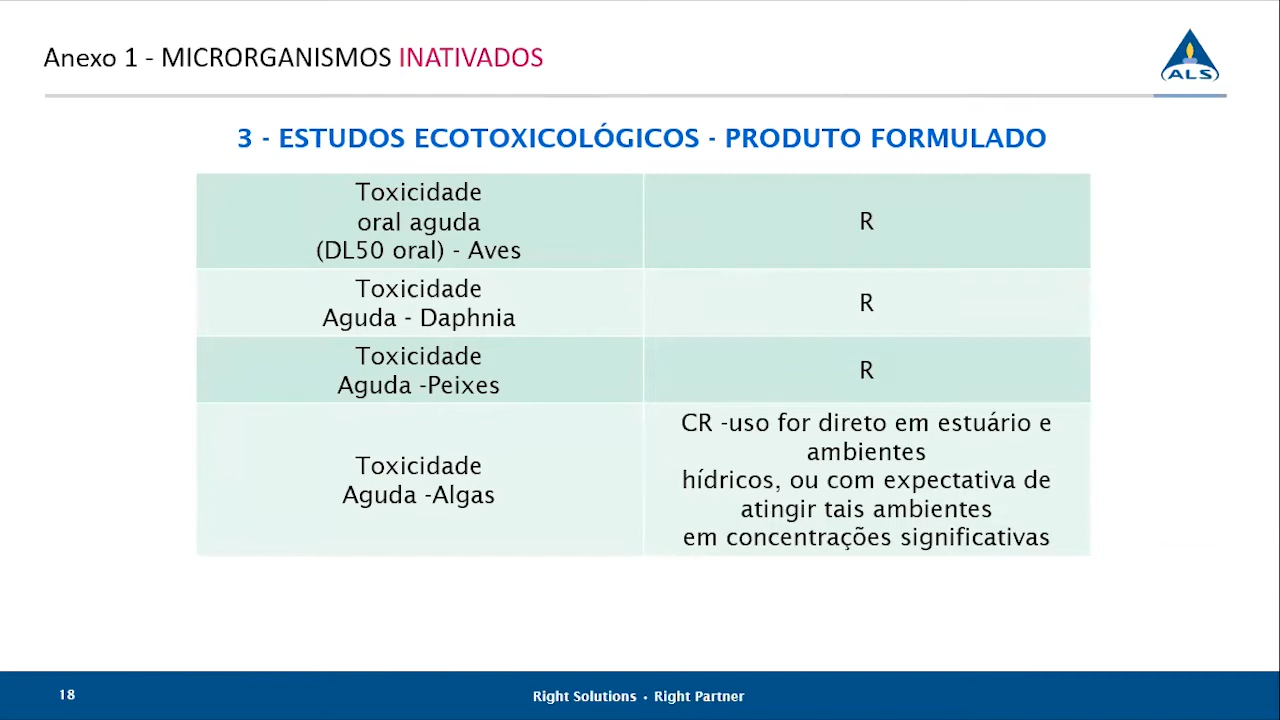 Anexo 1 - MICRORGANISMOS INATIVADOS
ALS
3 - ESTUDOS ECOTOXICOLÓGICOS - PRODUTO FORMULADO
Toxicidade
oral aguda
(DL50 oral) - Aves
R
Toxicidade
Aguda - Daphnia
R
Toxicidade
Aguda -Peixes
R
Toxicidade
Aguda -Algas
CR -uso for direto em estuário e
ambientes
hídricos, ou com expectativa de
atingir tais ambientes
em concentrações significativas
18
Right Solutions • Right Partner